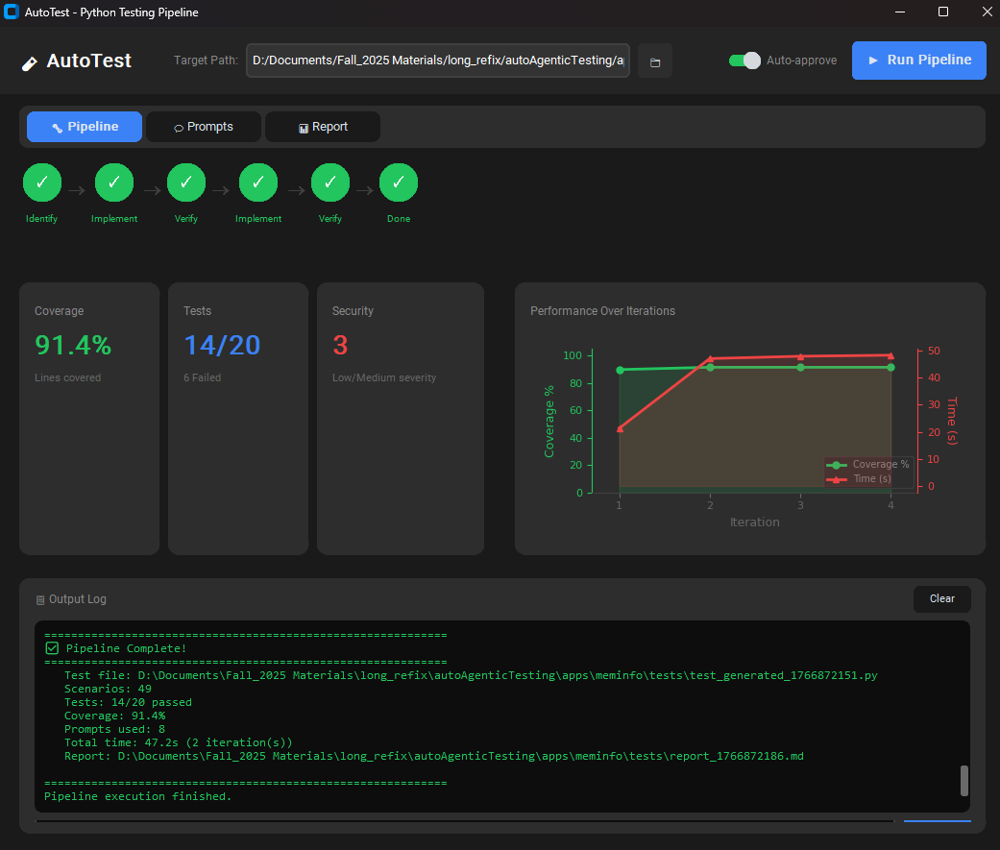 AutoTest - Python Testing Pipeline
AutoTest
Target Path:
D:/Documents/Fall_2025 Materials/long_refix/autoAgenticTesting/a
Auto-approve
Run Pipeline
Pipeline
Prompts
Report
Identify
Implement
Verify
Implement
Verify
Done
Coverage
91.4%
Lines covered
Tests
14/20
6 Failed
Security
3
Low/Medium severity
Performance Over Iterations
Coverage %
100
80
60
40
20
0
1
2
3
4
Iteration
50
40
30
20
10
0
Time (s)
Coverage %
Time (s)
Output Log
Clear
============================================================
Pipeline Complete!
============================================================
Test file: D:\Documents\Fall_2025 Materials\long_refix\autoAgenticTesting\apps\meminfo\tests\test_generated_1766872151.py
Scenarios: 49
Tests: 14/20 passed
Coverage: 91.4%
Prompts used: 8
Total time: 47.2s (2 iteration(s))
Report: D:\Documents\Fall_2025 Materials\long_refix\autoAgenticTesting\apps\meminfo\tests\report_1766872186.md
============================================================
Pipeline execution finished.